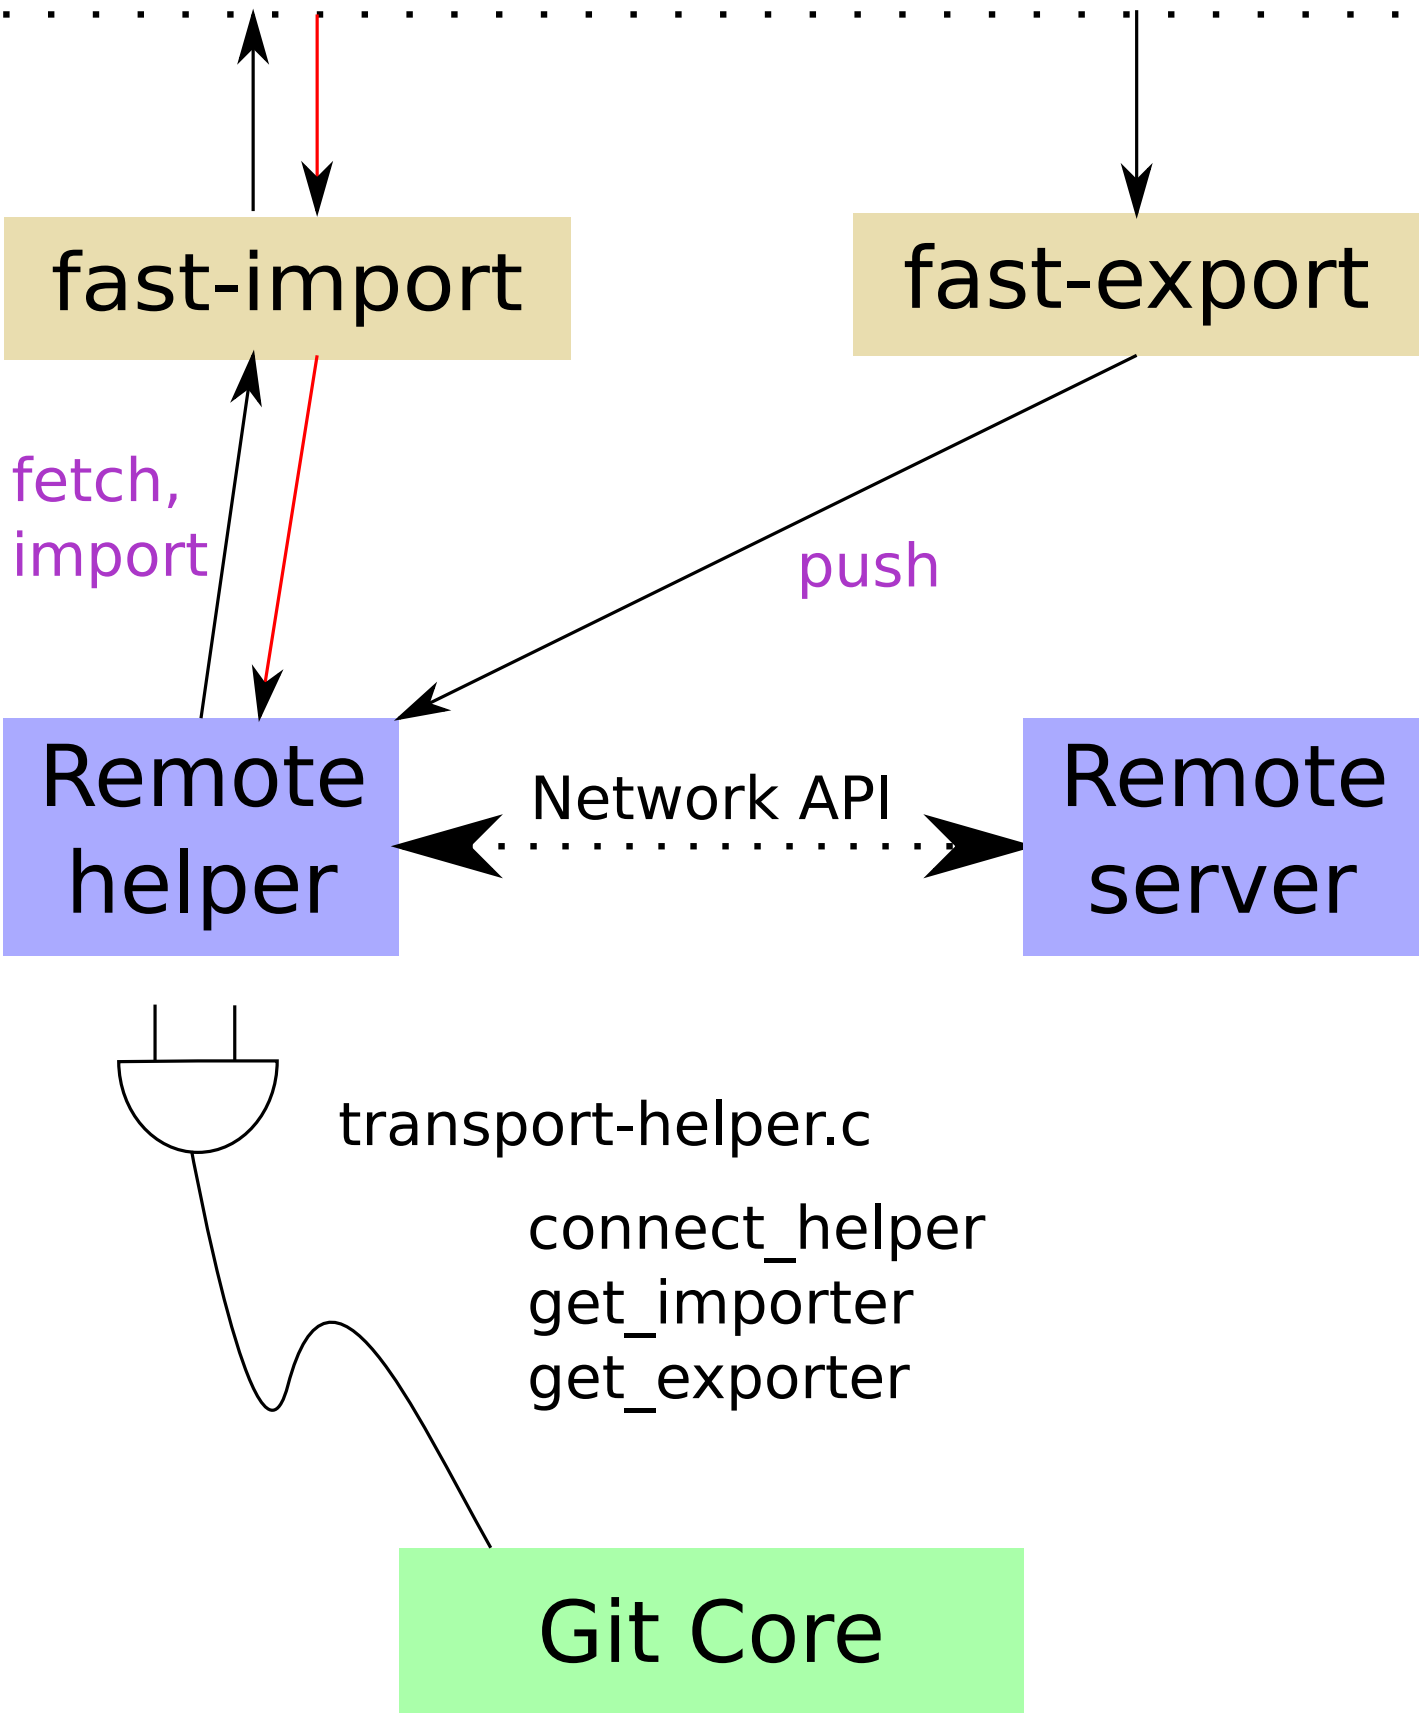 fast-import
fast-export
fetch,
import
push
Remote
helper
Network API
Remote
server
transport-helper.c
connect_helper
get_importer
get_exporter
Git Core